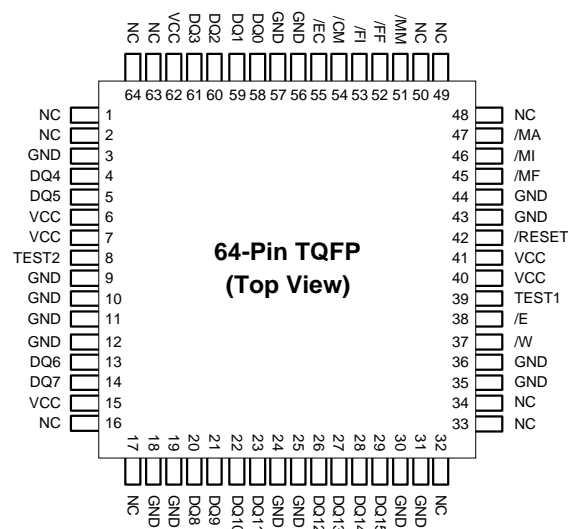 NC NC VCC DQ3 DQ2 DQ1 DQ0 GND GND /EC /CM /FI /FF /MM NC NC
64 63 62 61 60 59 58 57 56 55 54 53 52 51 50 49
NC 1
NC 2
GND 3
DQ4 4
DQ5 5
VCC 6
VCC 7
TEST2 8
GND 9
GND 10
GND 11
GND 12
DQ6 13
DQ7 14
VCC 15
NC 16
64-Pin TQFP
(Top View)
48 NC
47 /MA
46 /MI
45 /MF
44 GND
43 GND
42 /RESET
41 VCC
40 VCC
39 TEST1
38 /E
37 /W
36 GND
35 GND
34 NC
33 NC
17 18 19 20 21 22 23 24 25 26 27 28 29 30 31 32
NC GND GND DQ8 DQ9 DQ10 DQ11 GND GND DQ12 DQ13 DQ14 DQ15 GND GND NC